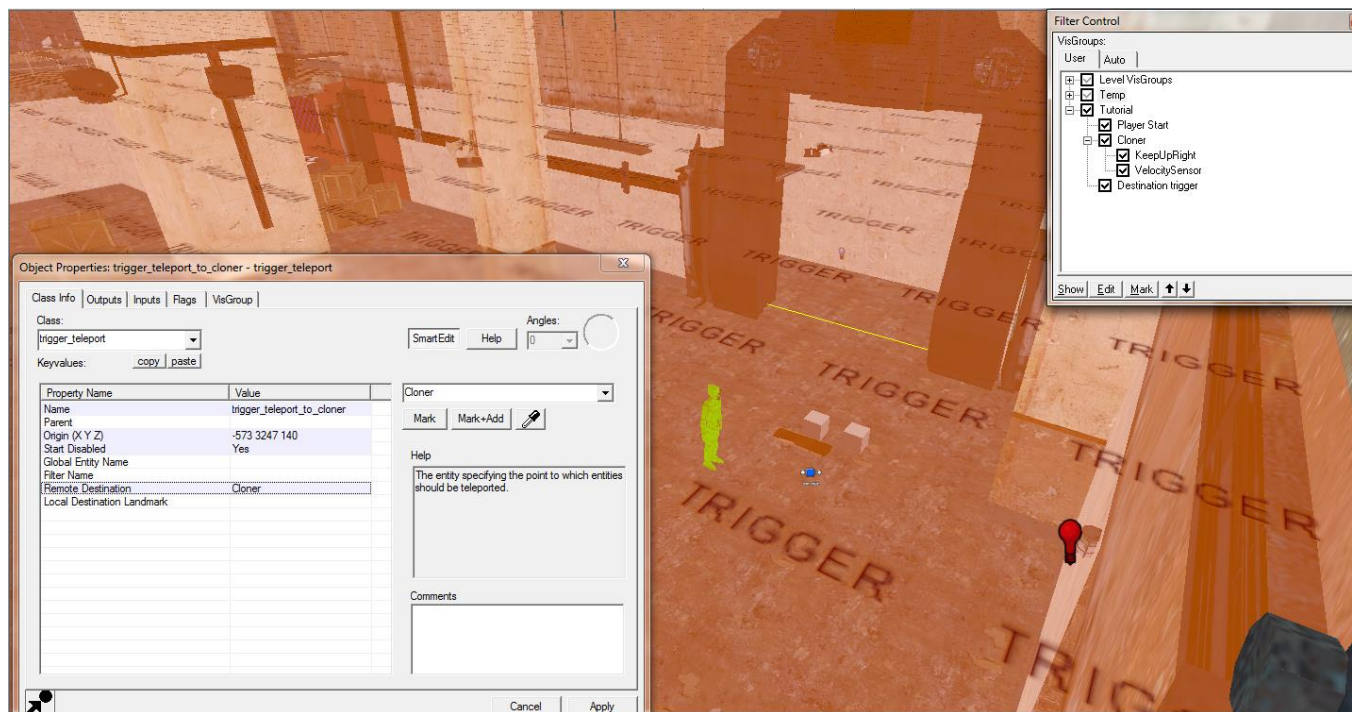 Filter Control
VisGroups:
User Auto
Level VisGroups
Temp
Tutorial
Player Start
Cloner
KeepUpRight
VelocitySensor
Destination trigger
Show Edit Mark
TRIGGER
TRIGGER
TRIGGER
TRIGGER
TRIGGER
TRIGGER
TRIGGER
TRIGGER
TRIGGER
TRIGGER
TRIGGER
Object Properties: trigger_teleport_to_cloner - trigger_teleport
Class Info Outputs Inputs Flags VisGroup
Class:
trigger_teleport
SmartEdit Help
Angles:
0
Keyvalues: copy paste
Property Name Value
Name trigger_teleport_to_cloner
Parent
Origin (X Y Z) -573 3247 140
Start Disabled Yes
Global Entity Name
Filter Name
Remote Destination Cloner
Local Destination Landmark
Cloner
Mark Mark+Add
Help
The entity specifying the point to which entities
should be teleported.
Comments
Cancel Apply